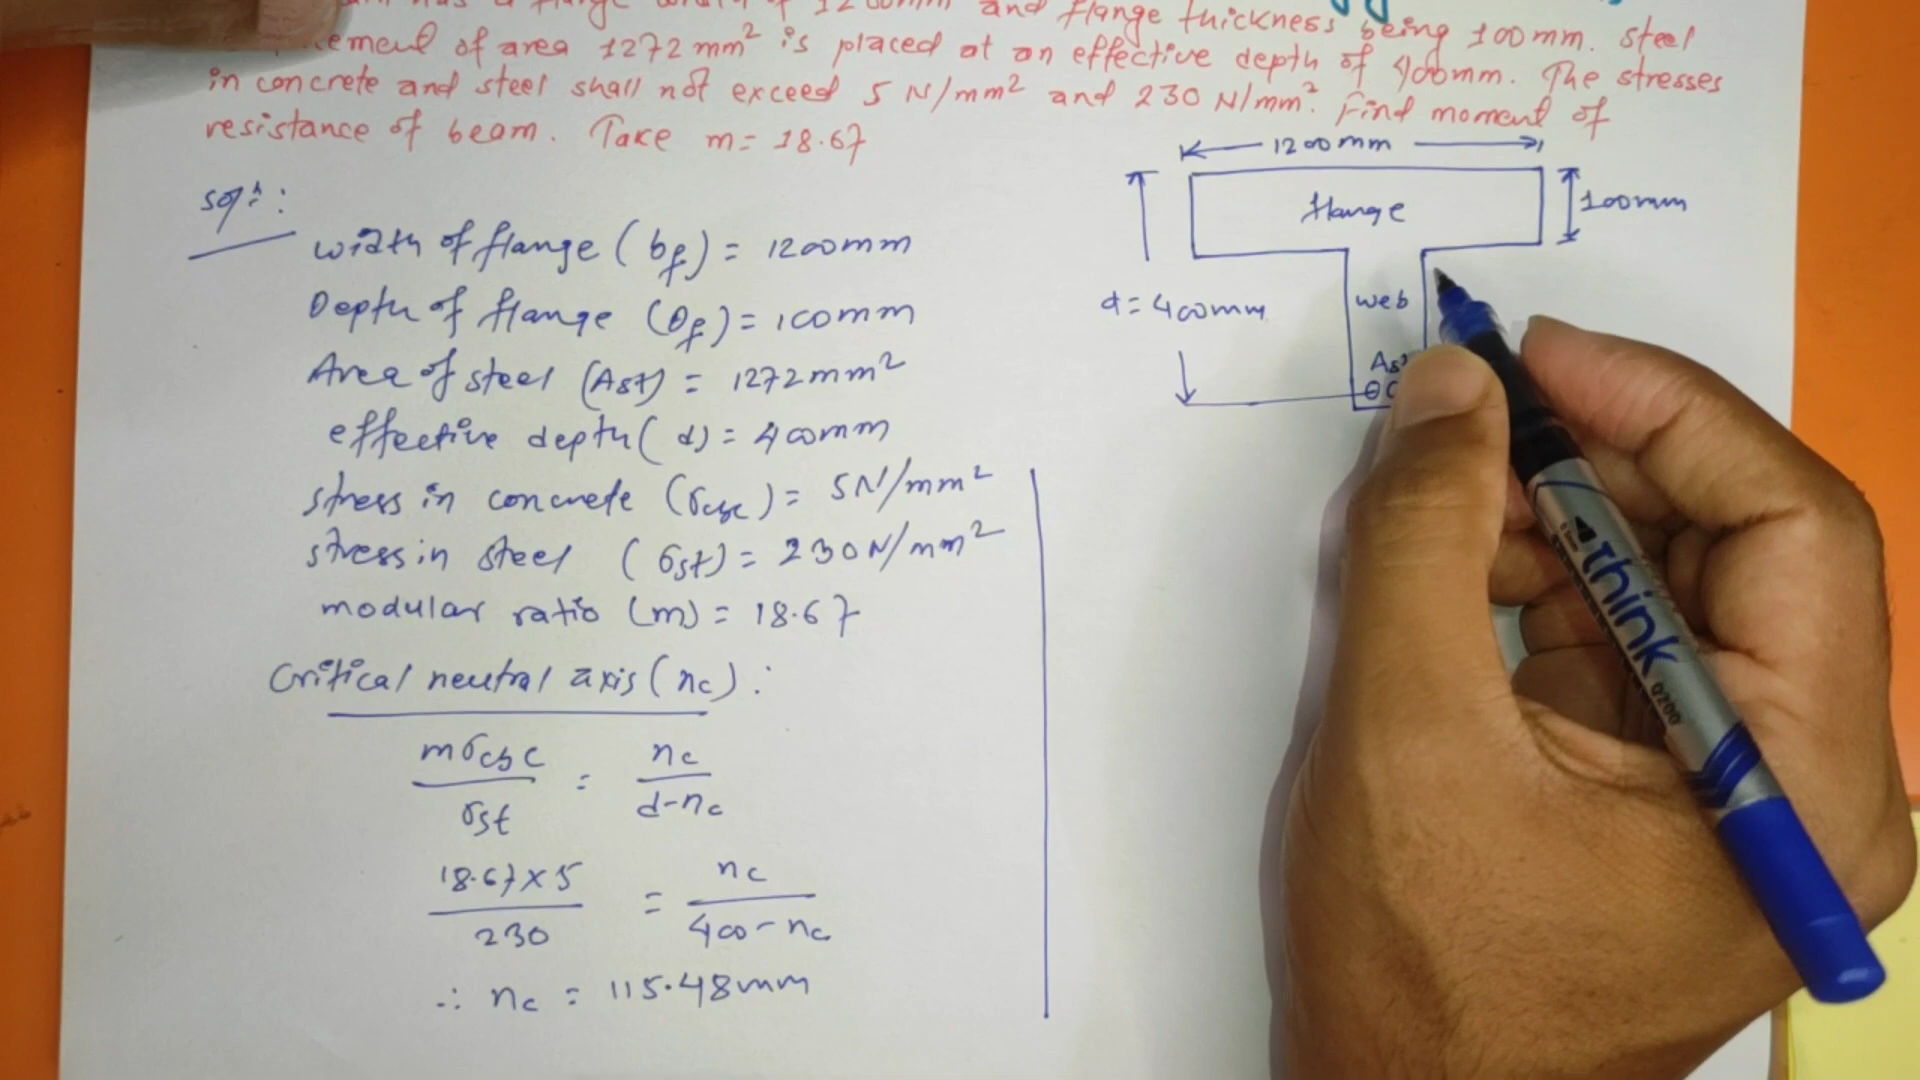 and flange thickness being 100mm. steel
of area 1272 mm² is placed at an effective depth of 400mm. The stresses
in concrete and steel shall not exceed 5 N/mm² and 230 N/mm². Find moment of
resistance of beam. Take m= 18.67
Solⁿ:
width of flange (bf) = 1200mm
Depth of flange (Df) = 100mm
Area of steel (Ast) = 1272mm²
effective depth (d) = 400mm
stress in concrete (σcbc) = 5N/mm²
stress in steel (σst) = 230N/mm²
modular ratio (m) = 18.67
Critical neutral axis (nc) :
mσcbc / σst = nc / d-nc
18.67×5 / 230 = nc / 400-nc
∴ nc = 115.48mm
1200mm
flange
100mm
d = 400mm
web
think
0200